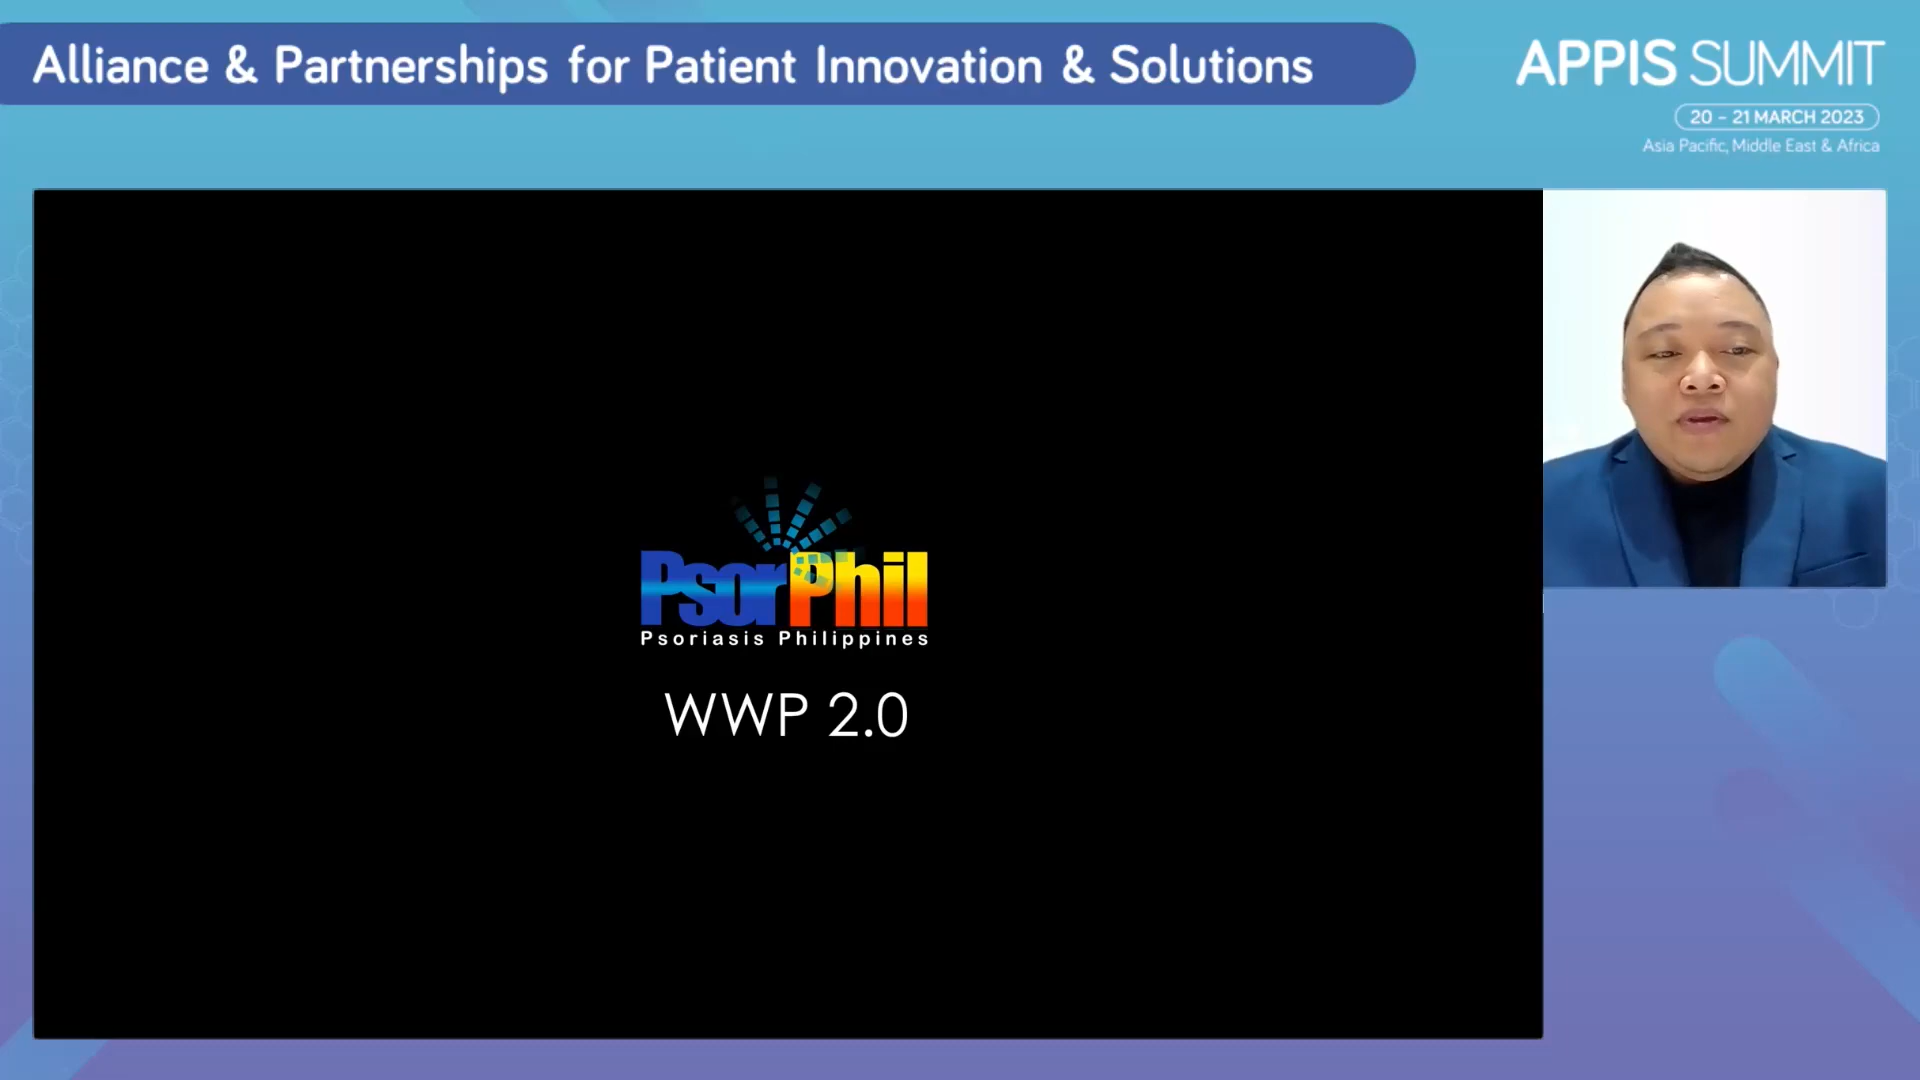 Alliance & Partnerships for Patient Innovation & Solutions
APPIS SUMMIT
20 – 21 MARCH 2023
Asia Pacific, Middle East & Africa
PsorPhil
Psoriasis Philippines
WWP 2.0